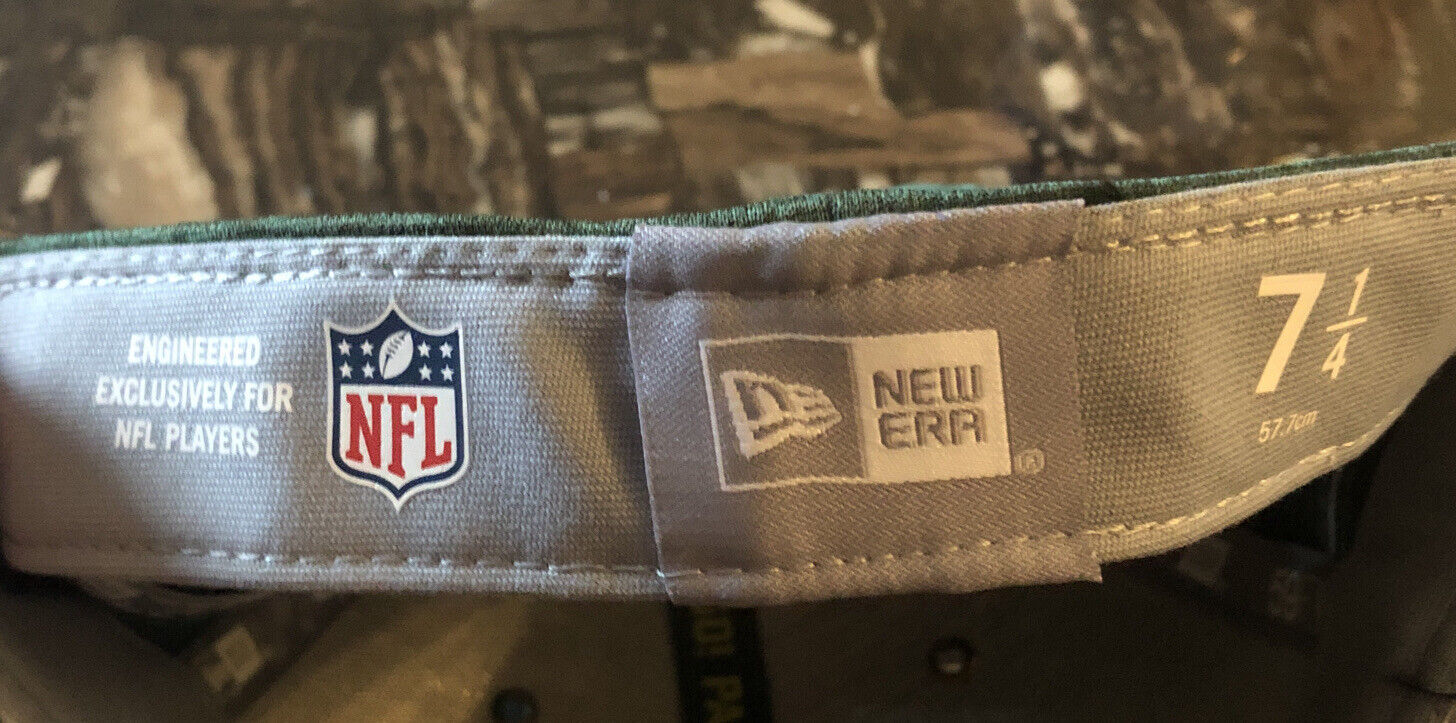 ENGINEERED
EXCLUSIVELY FOR
NFL PLAYERS
NFL
NEW
ERA
®
7 1/4
57.7cm